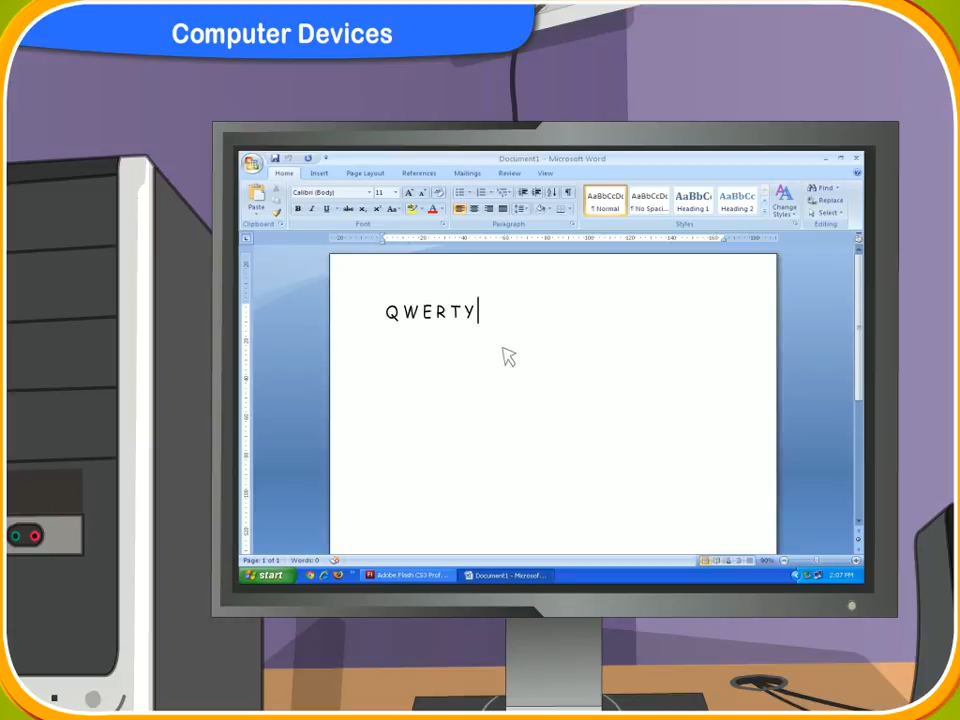 Computer Devices
Document1 - Microsoft Word
Home Insert Page Layout References Mailings Review View
Paste
Calibri (Body) 11
AaBbCcDc AaBbCcDc AaBbC AaBbCc
¶ Normal ¶ No Spaci... Heading 1 Heading 2
Change Styles
Find
Replace
Select
Clipboard Font Paragraph Styles Editing
QWERTY
Page: 1 of 1 Words: 0 90%
start Adobe Flash CS3 Prof... Document1 - Microsof... 2:07 PM